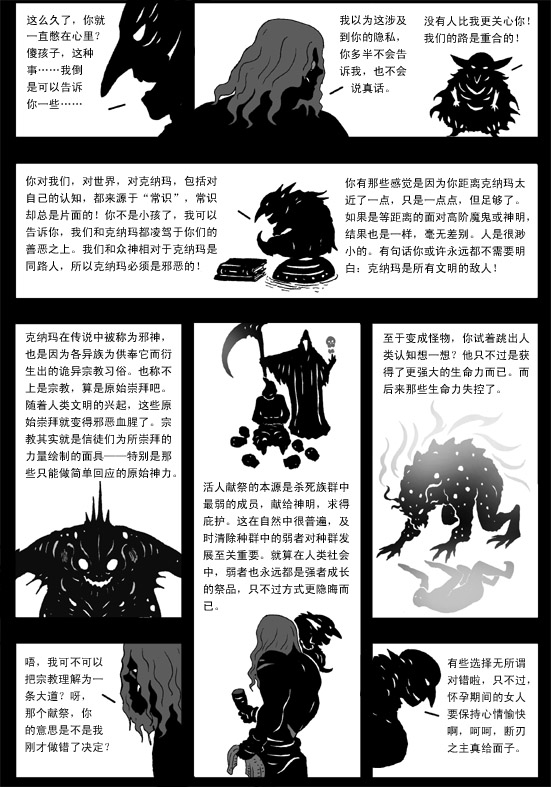 这么久了，你就
一直憋在心里？
傻孩子，这种
事……我倒
是可以告诉
你一些……
我以为这涉及
到你的隐私，
你多半不会告
诉我，也不会
说真话。
没有人比我更关心你！
我们的路是重合的！
你对我们，对世界，对克纳玛，包括对
自己的认知，都来源于“常识”，常识
却总是片面的！你不是小孩了，我可以
告诉你，我们和克纳玛都凌驾于你们的
善恶之上。我们和众神相对于克纳玛是
同路人，所以克纳玛必须是邪恶的！
你有那些感觉是因为你距离克纳玛太
近了一点，只是一点点，但足够了。
如果是等距离的面对高阶魔鬼或神明，
结果也是一样，毫无差别。人是很渺
小的。有句话你或许永远都不需要明
白：克纳玛是所有文明的敌人！
克纳玛在传说中被称为邪神，
也是因为各异族为供奉它而衍
生出的诡异宗教习俗。也称不
上是宗教，算是原始崇拜吧。
随着人类文明的兴起，这些原
始崇拜就变得邪恶血腥了。宗
教其实就是信徒们为所崇拜的
力量绘制的面具——特别是那
些只能做简单回应的原始神力。
活人献祭的本源是杀死族群中
最弱的成员，献给神明，求得
庇护。这在自然中很普遍，及
时清除种群中的弱者对种群发
展至关重要。就算在人类社会
中，弱者也永远都是强者成长
的祭品，只不过方式更隐晦而
已。
至于变成怪物，你试着跳出人
类认知想一想？他只不过是获
得了更强大的生命力而已。而
后来那些生命力失控了。
唔，我可不可以
把宗教理解为一
条大道？呀，
那个献祭，你
的意思是不是我
刚才做错了决定？
有些选择无所谓
对错啦，只不过，
怀孕期间的女人
要保持心情愉快
啊，呵呵，断刃
之主真给面子。